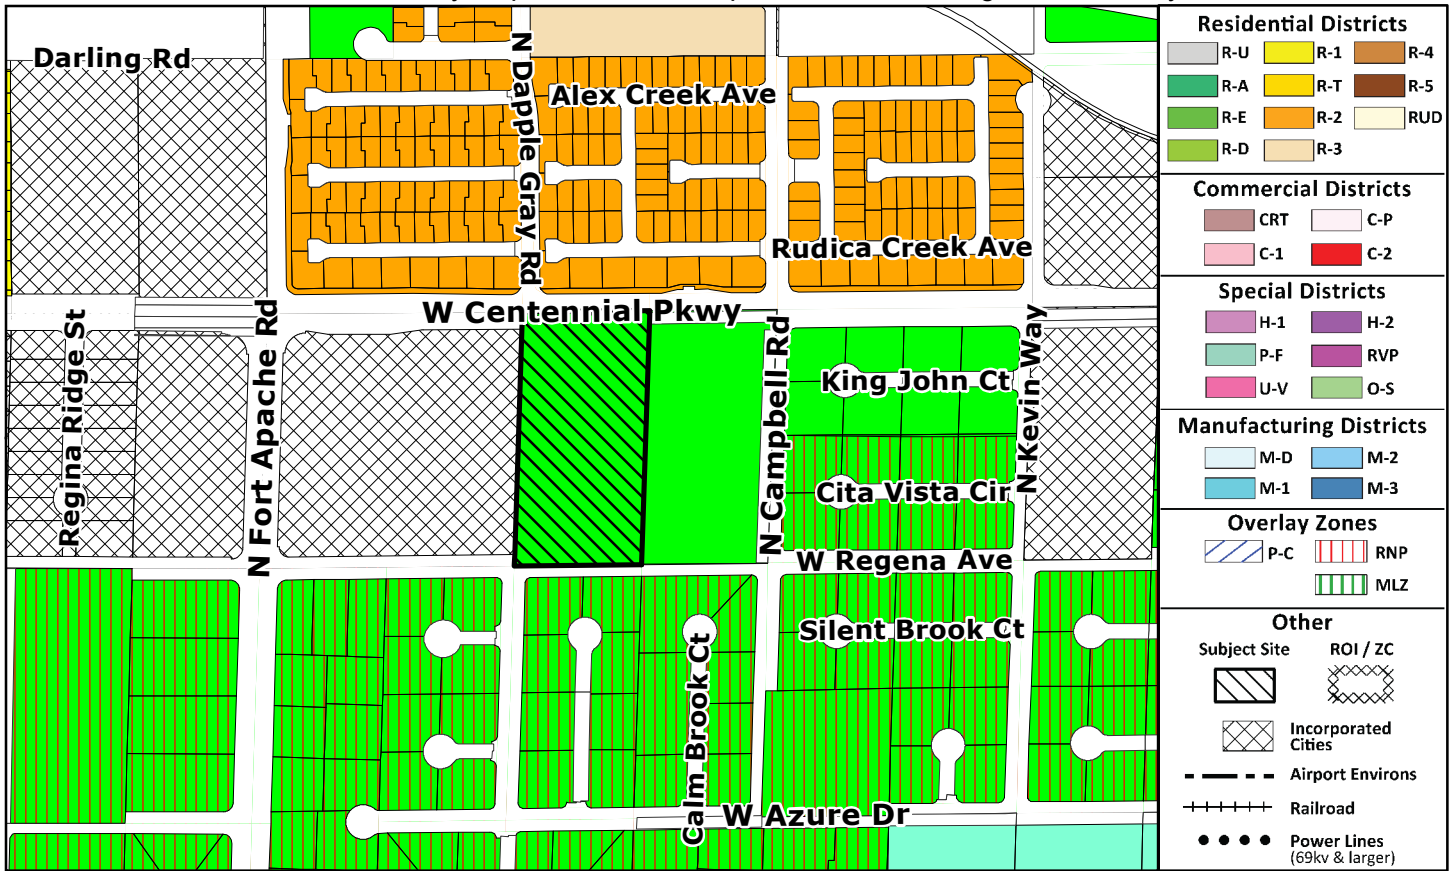 Darling Rd
N Dapple Gray Rd
Alex Creek Ave
Rudica Creek Ave
W Centennial Pkwy
Regina Ridge St
N Fort Apache Rd
N Campbell Rd
King John Ct
N Kevin Way
Cita Vista Cir
W Regena Ave
Silent Brook Ct
Calm Brook Ct
W Azure Dr
Residential Districts
R-U R-1 R-4
R-A R-T R-5
R-E R-2 RUD
R-D R-3
Commercial Districts
CRT C-P
C-1 C-2
Special Districts
H-1 H-2
P-F RVP
U-V O-S
Manufacturing Districts
M-D M-2
M-1 M-3
Overlay Zones
P-C RNP
MLZ
Other
Subject Site ROI / ZC
Incorporated
Cities
Airport Environs
Railroad
Power Lines
(69kv & larger)